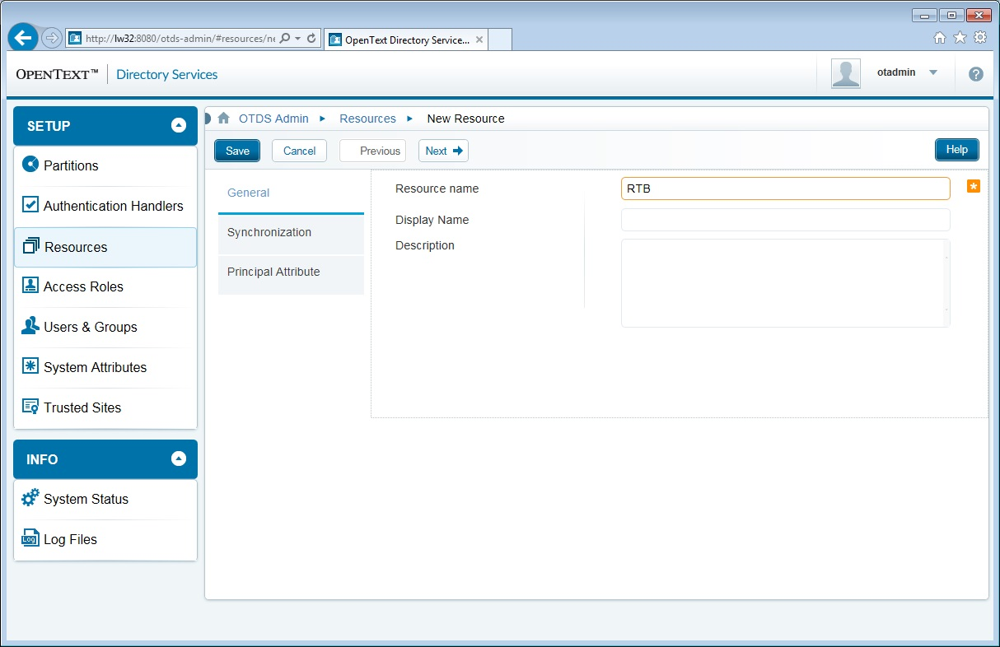 http://lw32:8080/otds-admin/#resources/ne
OpenText Directory Service...
OPENTEXT™ Directory Services
otadmin
SETUP
Partitions
Authentication Handlers
Resources
Access Roles
Users & Groups
System Attributes
Trusted Sites
INFO
System Status
Log Files
OTDS Admin Resources New Resource
Save Cancel Previous Next Help
General
Synchronization
Principal Attribute
Resource name RTB
Display Name
Description